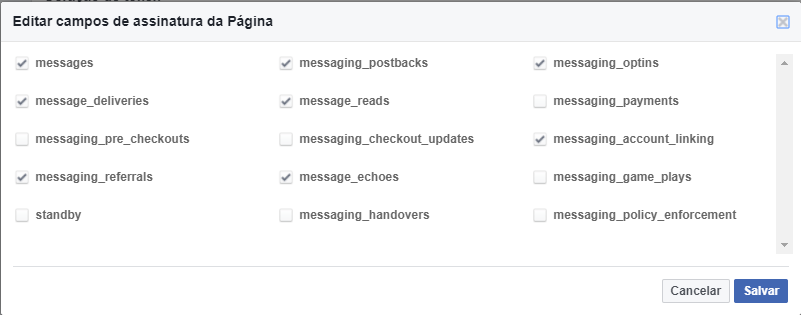 Editar campos de assinatura da Página
messages messaging_postbacks messaging_optins
message_deliveries message_reads messaging_payments
messaging_pre_checkouts messaging_checkout_updates messaging_account_linking
messaging_referrals message_echoes messaging_game_plays
standby messaging_handovers messaging_policy_enforcement
Cancelar Salvar